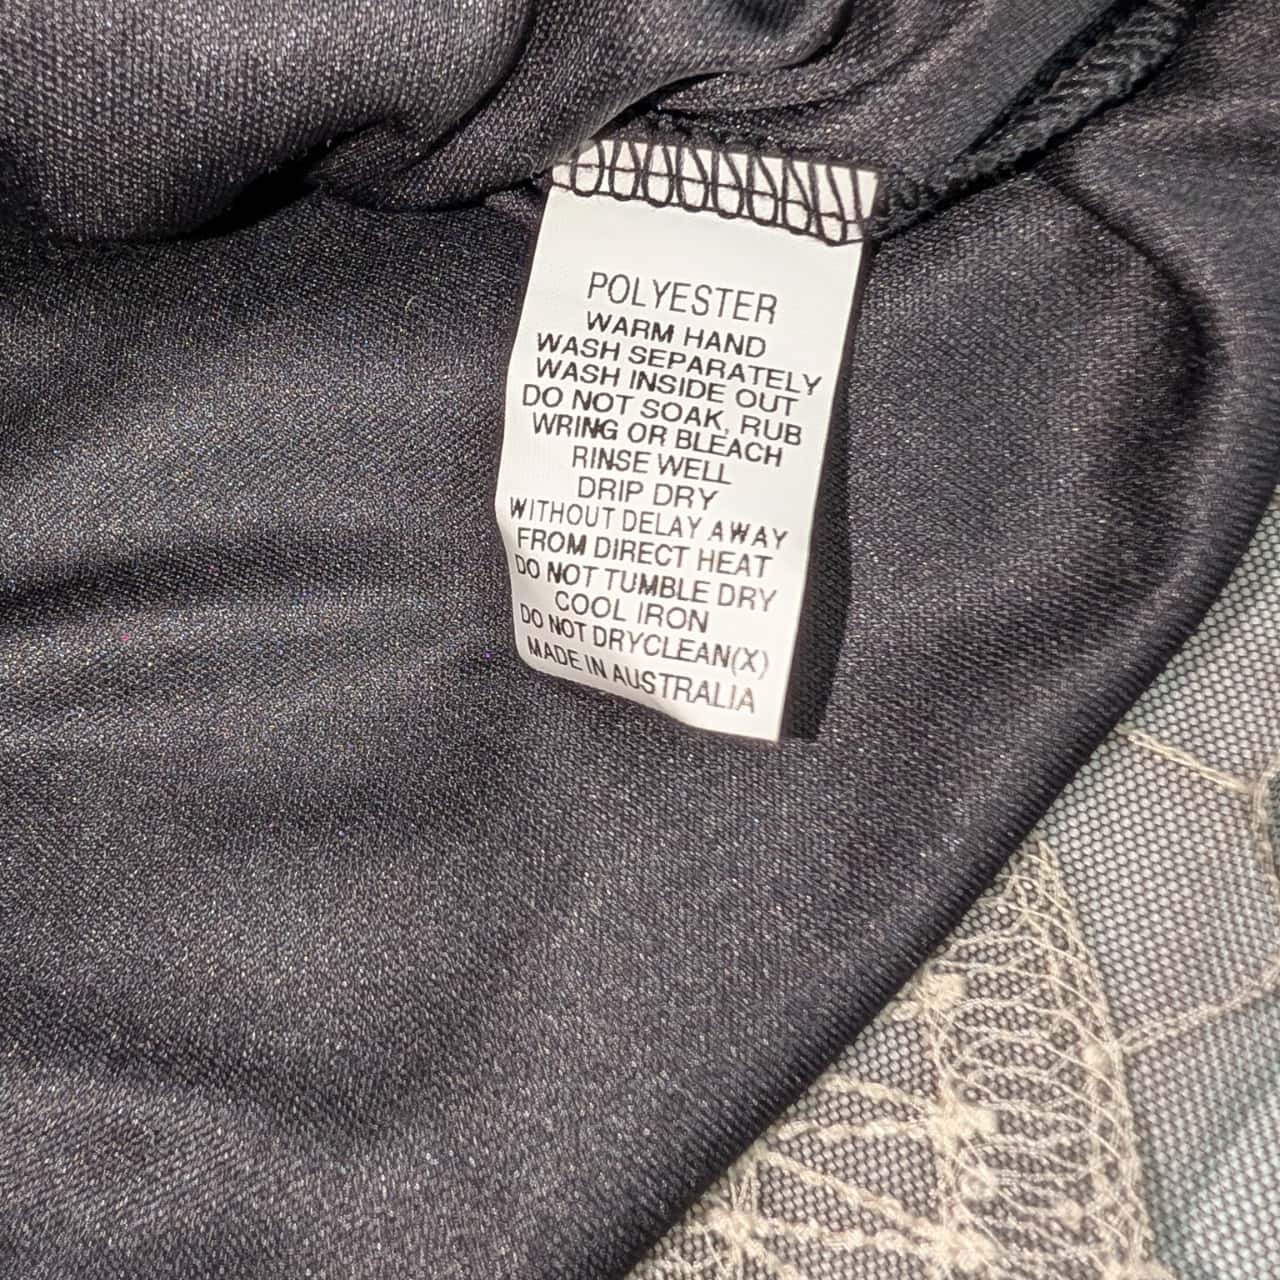 POLYESTER
WARM HAND
WASH SEPARATELY
WASH INSIDE OUT
DO NOT SOAK, RUB
WRING OR BLEACH
RINSE WELL
DRIP DRY
WITHOUT DELAY AWAY
FROM DIRECT HEAT
DO NOT TUMBLE DRY
COOL IRON
DO NOT DRYCLEAN(X)
MADE IN AUSTRALIA